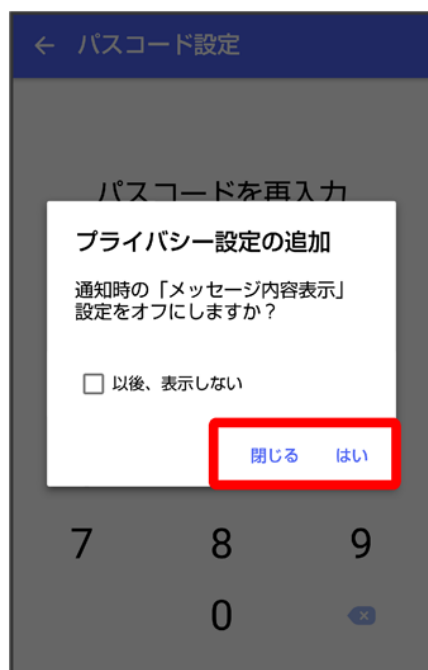 ← パスコード設定
パスコードを再入力
プライバシー設定の追加
通知時の「メッセージ内容表示」
設定をオフにしますか？
以後、表示しない
閉じる はい
7 8 9
0